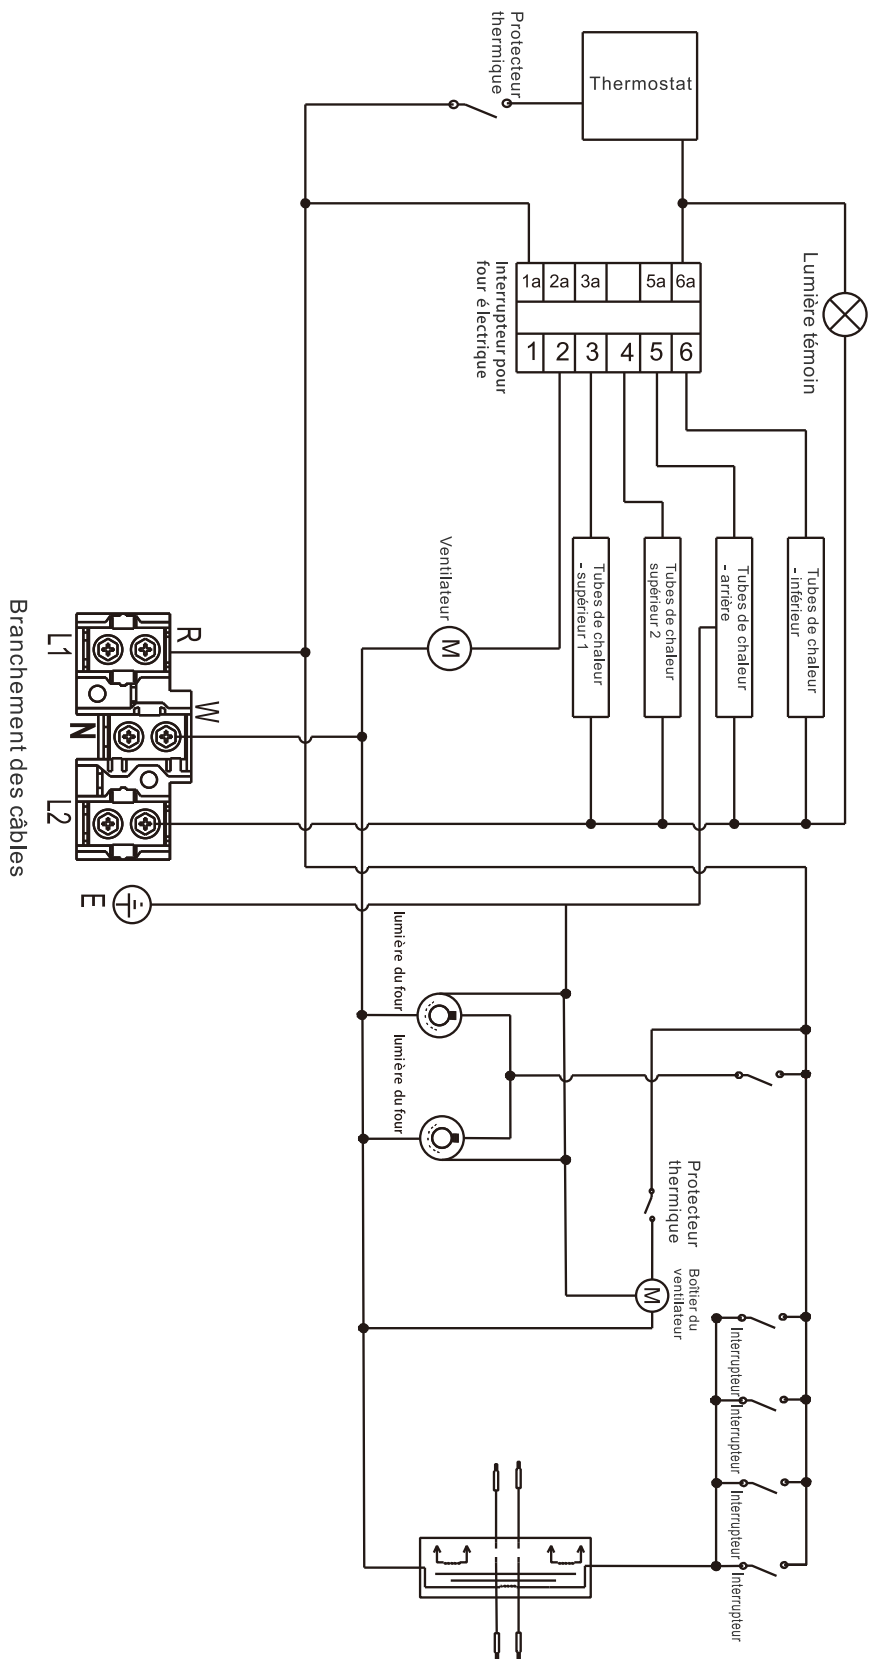 Protecteur
thermique
Thermostat
Interrupteur pour
four é lectrique
1a 2a 3a 5a 6a
1 2 3 4 5 6
Lumière témoin
Ventilateur
M
Tubes de chaleur
- supérieur 1
Tubes de chaleur
supérieur 2
Tubes de chaleur
- arrière
Tubes de chaleur
- inférieur
Branchement des câbles
R
L1
W
N
L2
E
lumière du four
lumière du four
Protecteur
thermique
Boîtier du
ventilateur
M
Interrupteur
Interrupteur
Interrupteur
Interrupteur